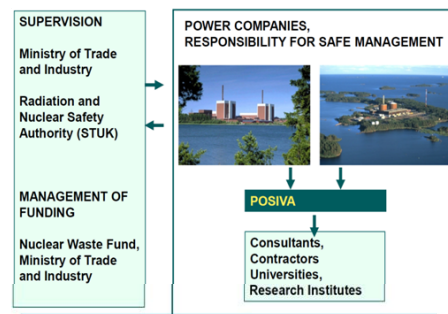 SUPERVISION
Ministry of Trade
and Industry
Radiation and
Nuclear Safety
Authority (STUK)
MANAGEMENT OF
FUNDING
Nuclear Waste Fund,
Ministry of Trade
and Industry
POWER COMPANIES,
RESPONSIBILITY FOR SAFE MANAGEMENT
POSIVA
Consultants,
Contractors
Universities,
Research Institutes